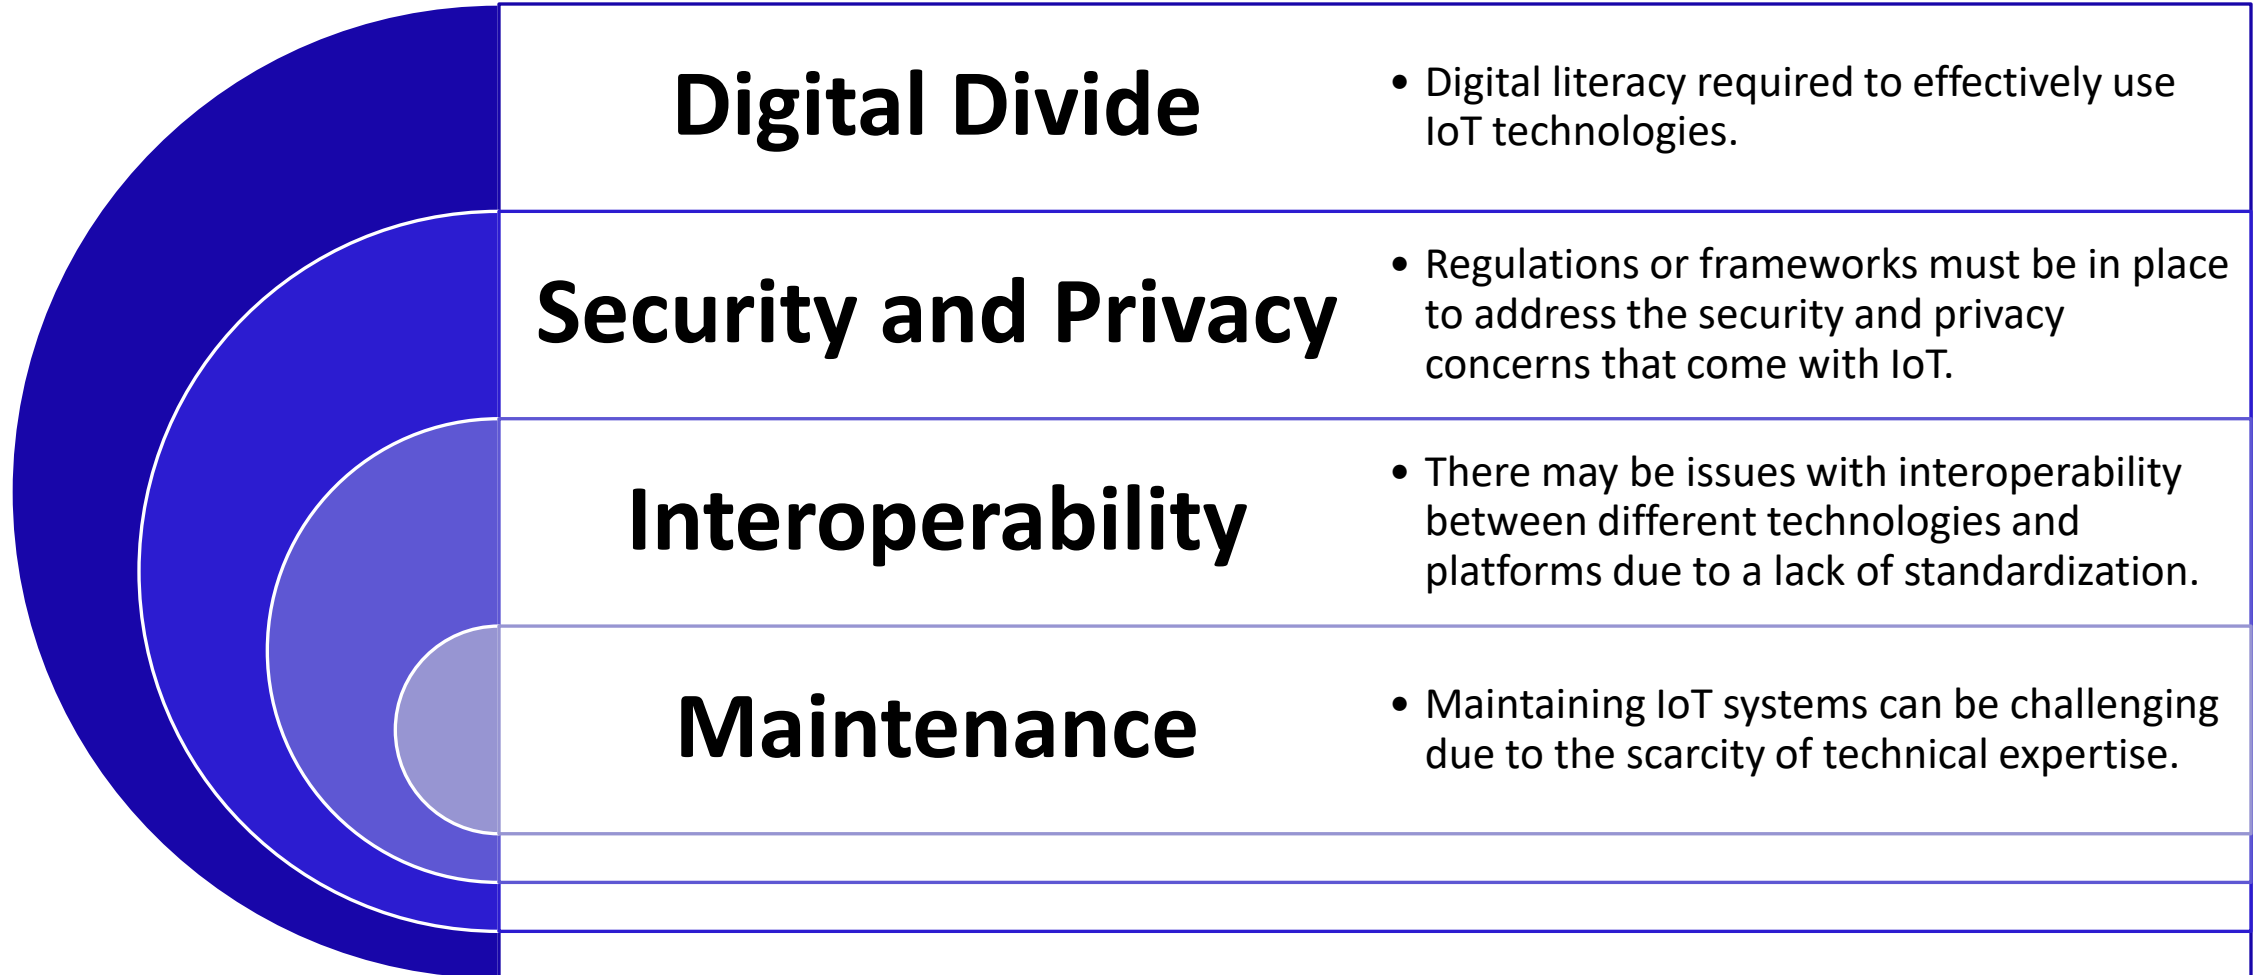 Digital Divide
• Digital literacy required to effectively use
IoT technologies.
Security and Privacy
• Regulations or frameworks must be in place
to address the security and privacy
concerns that come with IoT.
Interoperability
• There may be issues with interoperability
between different technologies and
platforms due to a lack of standardization.
Maintenance
• Maintaining IoT systems can be challenging
due to the scarcity of technical expertise.